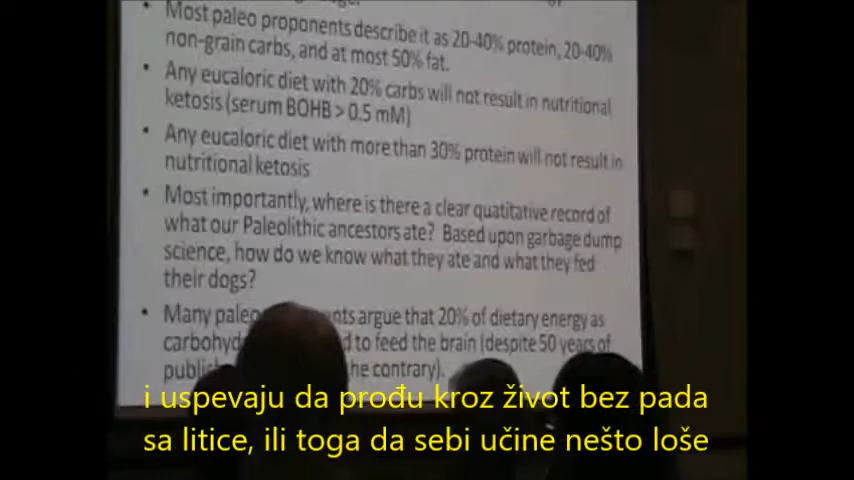 • Most paleo proponents describe it as 20-40% protein, 20-40%
non-grain carbs, and at most 50% fat.
• Any eucaloric diet with 20% carbs will not result in nutritional
ketosis (serum BOHB > 0.5 mM)
• Any eucaloric diet with more than 30% protein will not result in
nutritional ketosis
• Most importantly, where is there a clear quatitative record of
what our Paleolithic ancestors ate? Based upon garbage dump
science, how do we know what they ate and what they fed
their dogs?
• Many paleo argue that 20% of dietary energy as
to feed the brain (despite 50 years of
the contrary).
i uspevaju da prođu kroz život bez pada
sa litice, ili toga da sebi učine nešto loše